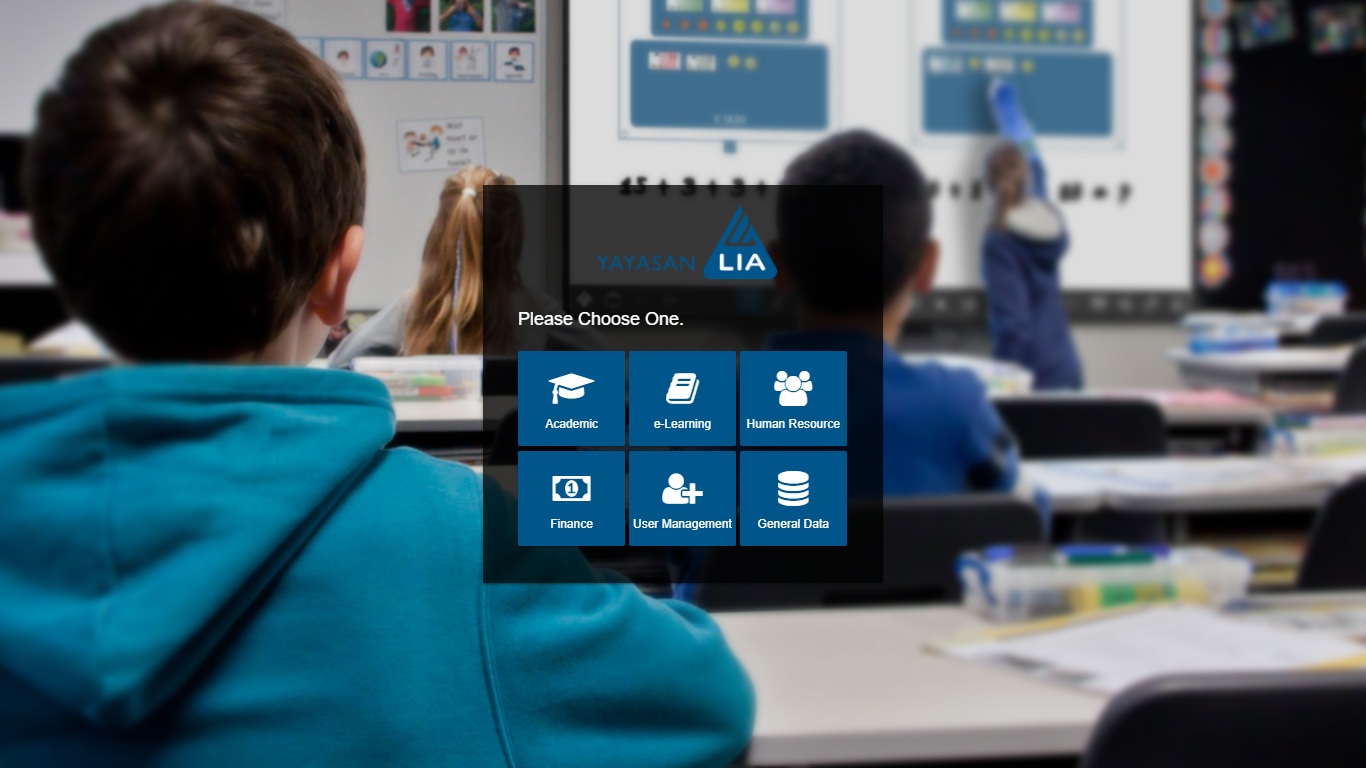 YAYASAN LIA
Please Choose One.
Academic
e-Learning
Human Resource
Finance
User Management
General Data